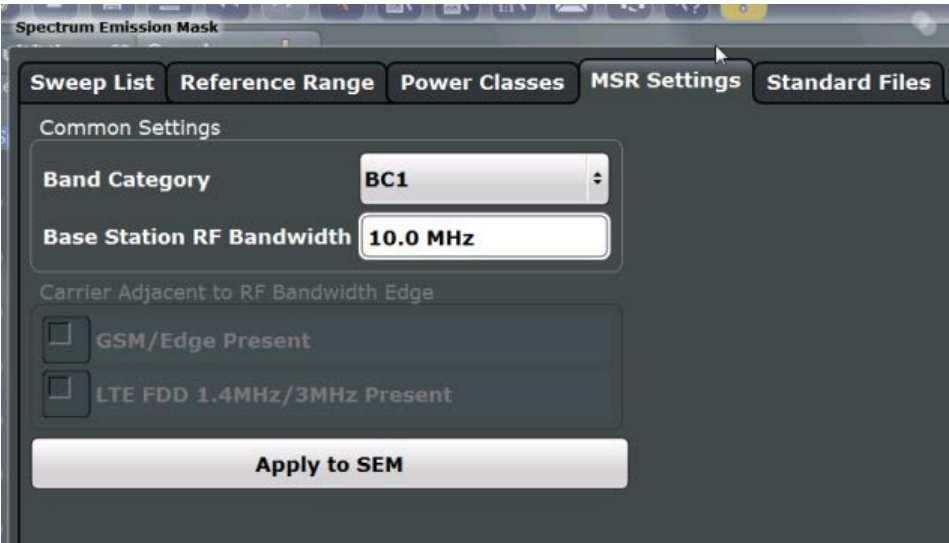 Spectrum Emission Mask
Sweep List Reference Range Power Classes MSR Settings Standard Files
Common Settings
Band Category BC1
Base Station RF Bandwidth 10.0 MHz
Carrier Adjacent to RF Bandwidth Edge
GSM/Edge Present
LTE FDD 1.4MHz/3MHz Present
Apply to SEM